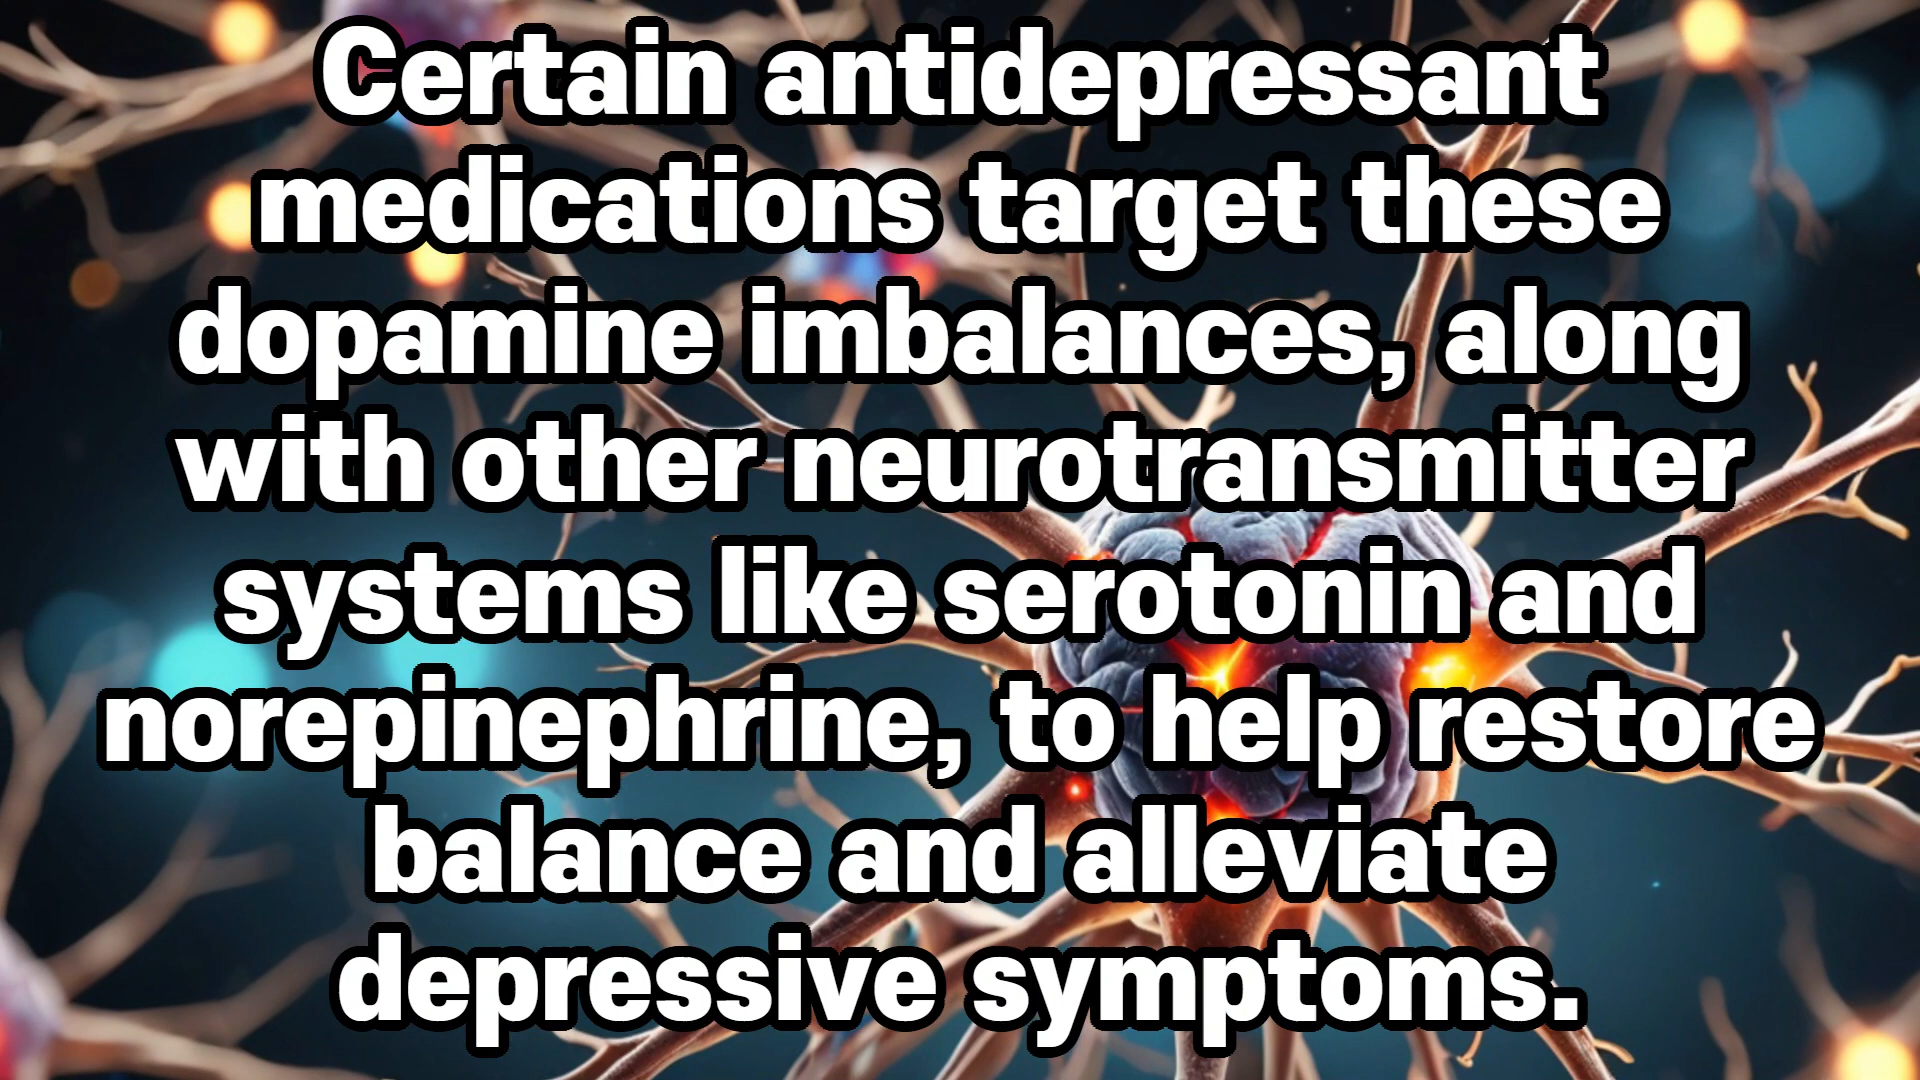 Certain antidepressant
medications target these
dopamine imbalances, along
with other neurotransmitter
systems like serotonin and
norepinephrine, to help restore
balance and alleviate
depressive symptoms.